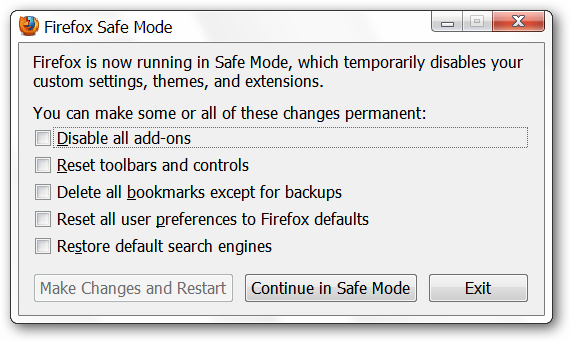 Firefox Safe Mode
Firefox is now running in Safe Mode, which temporarily disables your
custom settings, themes, and extensions.
You can make some or all of these changes permanent:
Disable all add-ons
Reset toolbars and controls
Delete all bookmarks except for backups
Reset all user preferences to Firefox defaults
Restore default search engines
Make Changes and Restart Continue in Safe Mode Exit